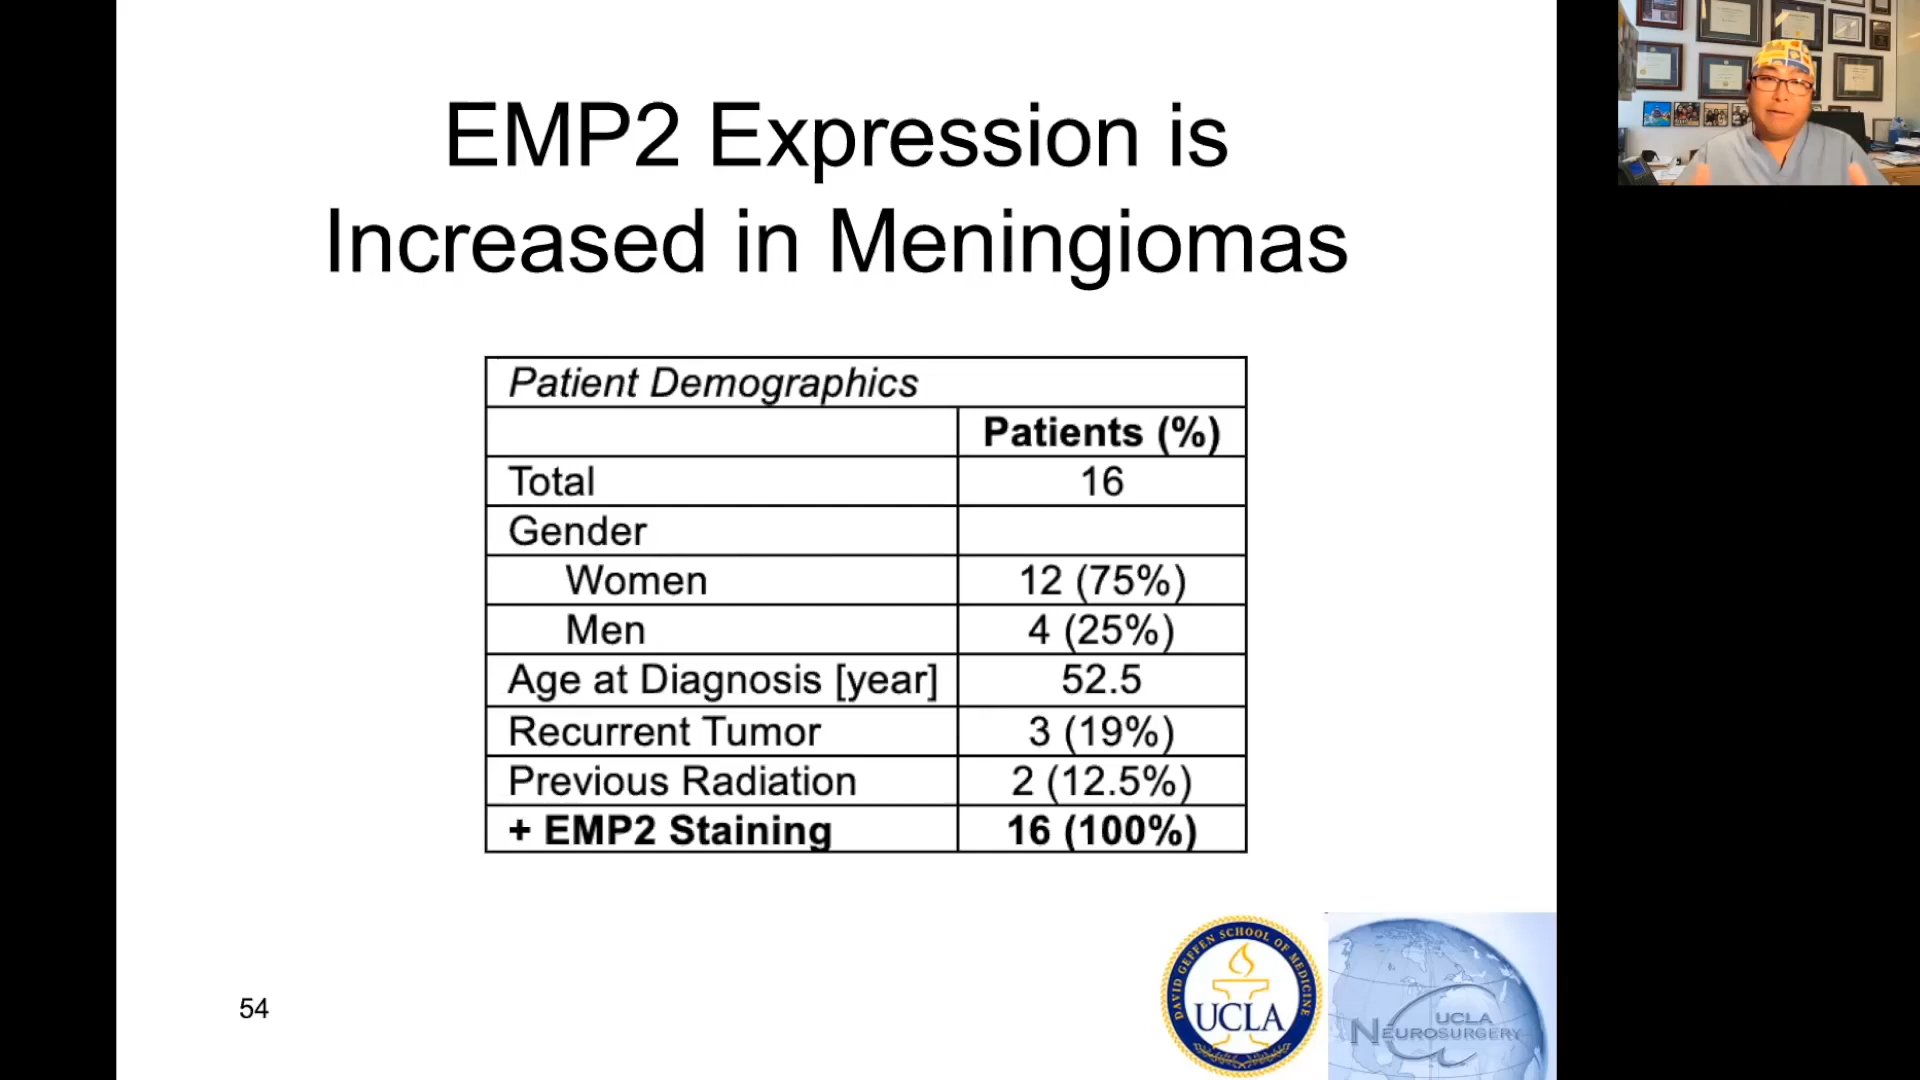 EMP2 Expression is
Increased in Meningiomas
Patient Demographics
Patients (%)
Total 16
Gender
Women 12 (75%)
Men 4 (25%)
Age at Diagnosis [year] 52.5
Recurrent Tumor 3 (19%)
Previous Radiation 2 (12.5%)
+ EMP2 Staining 16 (100%)
DAVID GEFFEN SCHOOL OF MEDICINE
UCLA
UCLA
NEUROSURGERY
54